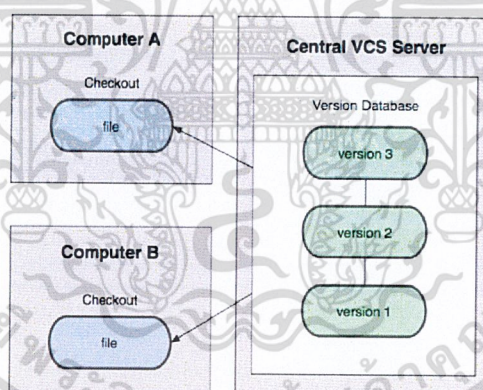 Computer A
Checkout
file
Computer B
Checkout
file
Central VCS Server
Version Database
version 3
version 2
version 1